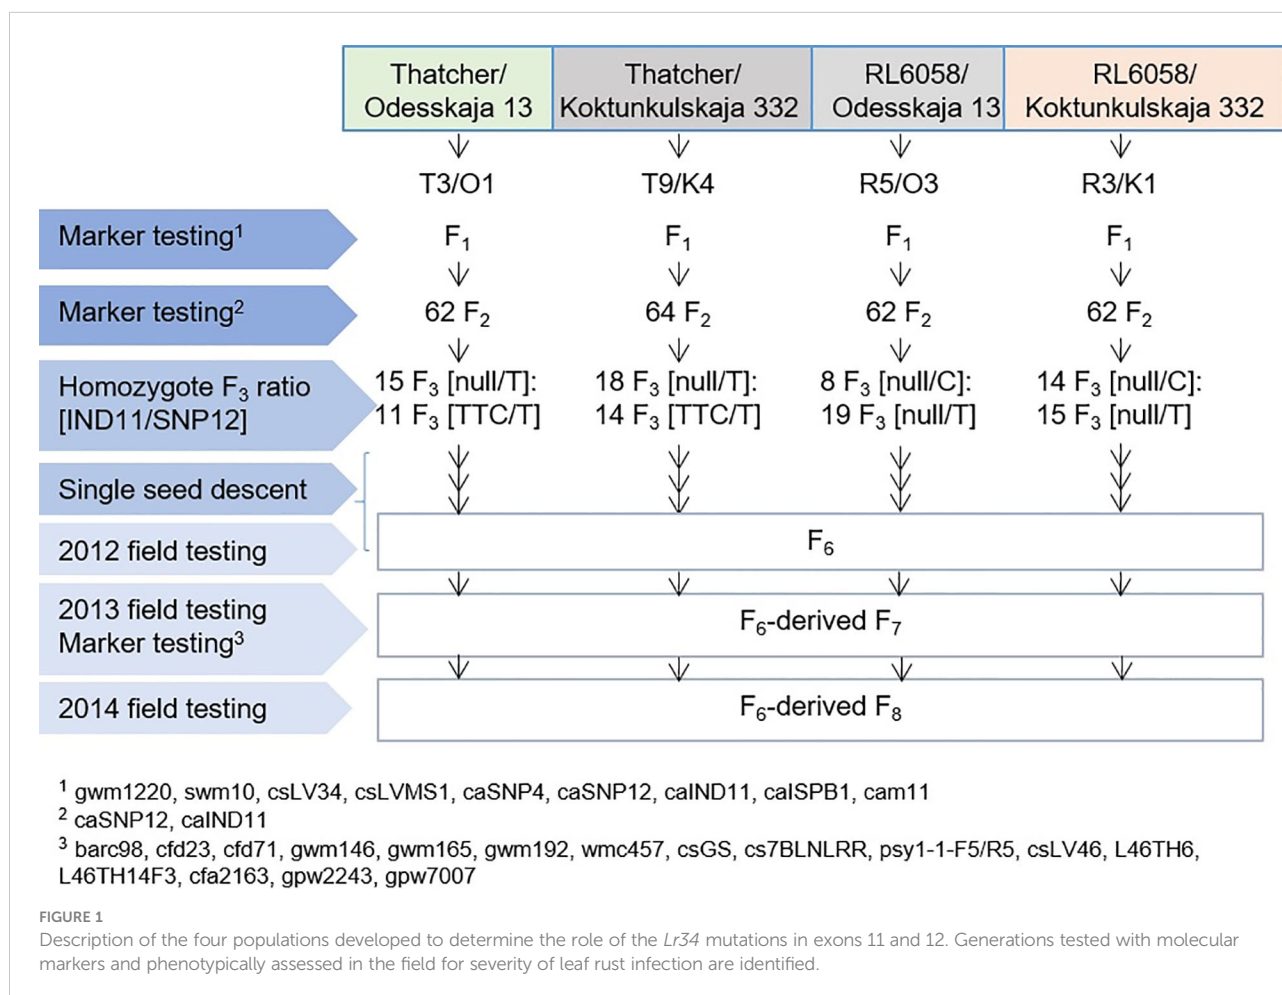 Thatcher/
Odesskaja 13
Thatcher/
Koktunkulskaja 332
RL6058/
Odesskaja 13
RL6058/
Koktunkulskaja 332
T3/O1
T9/K4
R5/O3
R3/K1
Marker testing¹
F₁
F₁
F₁
F₁
Marker testing²
62 F₂
64 F₂
62 F₂
62 F₂
Homozygote F₃ ratio
[IND11/SNP12]
15 F₃ [null/T]:
11 F₃ [TTC/T]
18 F₃ [null/T]:
14 F₃ [TTC/T]
8 F₃ [null/C]:
19 F₃ [null/T]
14 F₃ [null/C]:
15 F₃ [null/T]
Single seed descent
2012 field testing
F₆
2013 field testing
Marker testing³
F₆-derived F₇
2014 field testing
F₆-derived F₈
¹ gwm1220, swm10, csLV34, csLVMS1, caSNP4, caSNP12, caIND11, caISPB1, cam11
² caSNP12, caIND11
³ barc98, cfd23, cfd71, gwm146, gwm165, gwm192, wmc457, csGS, cs7BLNLRR, psy1-1-F5/R5, csLV46, L46TH6,
L46TH14F3, cfa2163, gpw2243, gpw7007
FIGURE 1
Description of the four populations developed to determine the role of the Lr34 mutations in exons 11 and 12. Generations tested with molecular
markers and phenotypically assessed in the field for severity of leaf rust infection are identified.